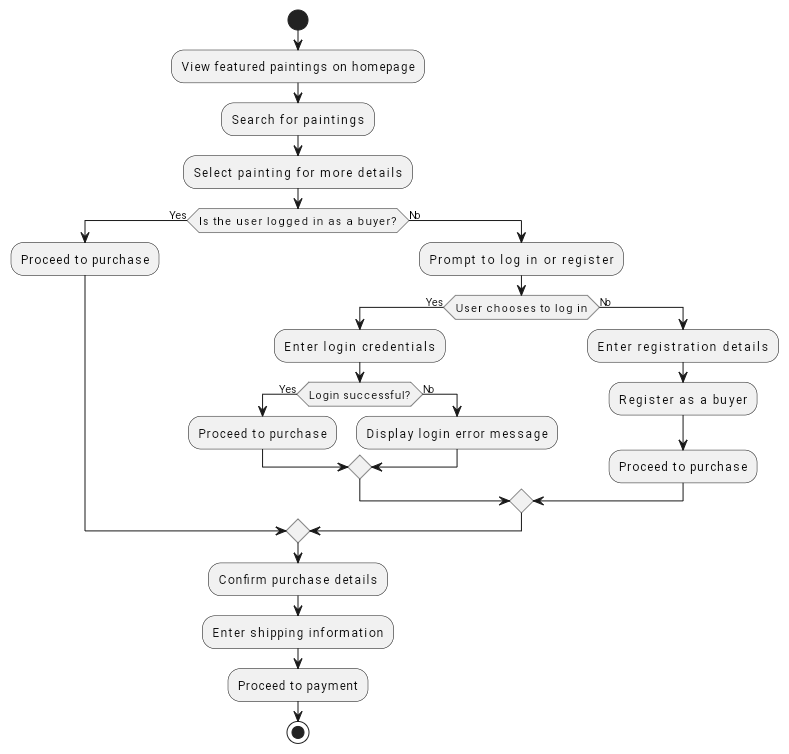 View featured paintings on homepage
Search for paintings
Select painting for more details
Yes
Is the user logged in as a buyer?
No
Proceed to purchase
Prompt to log in or register
Yes
User chooses to log in
No
Enter login credentials
Enter registration details
Yes
Login successful?
No
Register as a buyer
Proceed to purchase
Display login error message
Proceed to purchase
Confirm purchase details
Enter shipping information
Proceed to payment